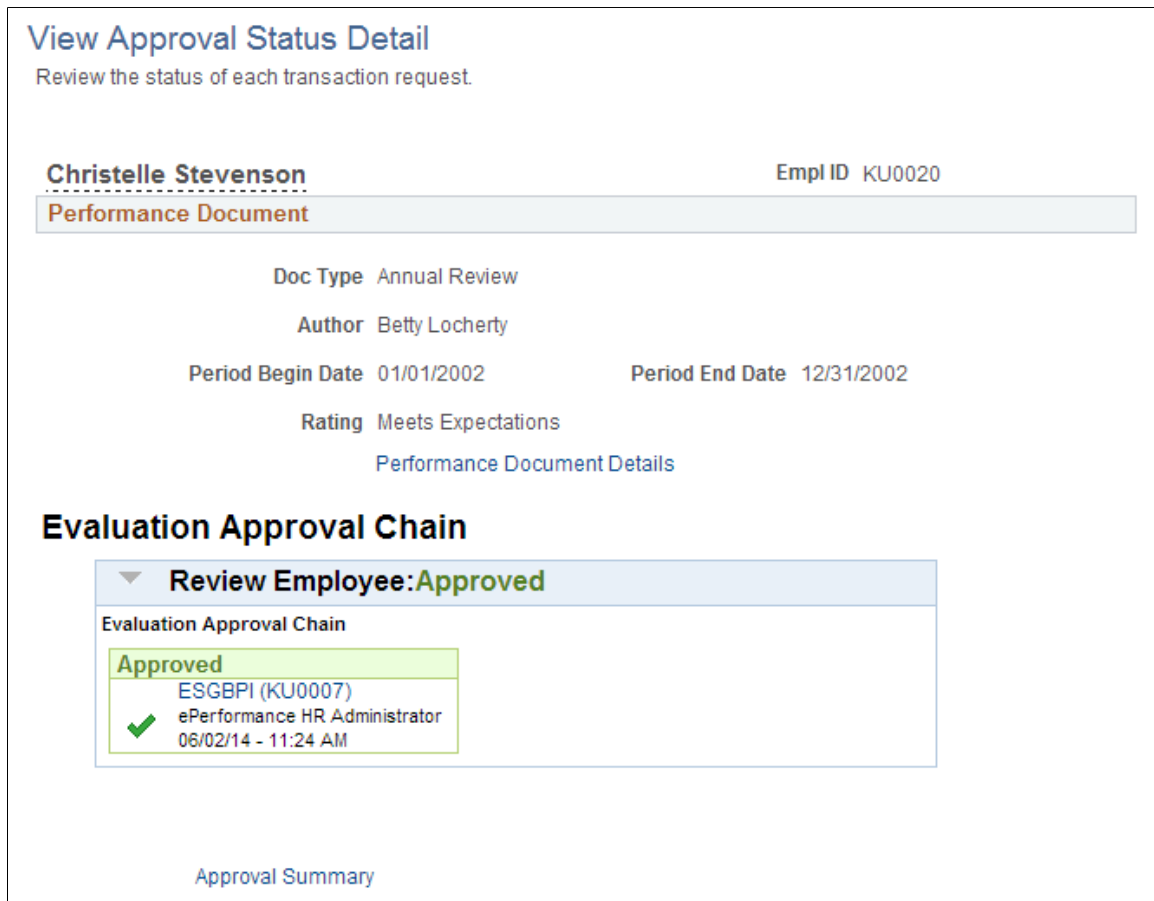 View Approval Status Detail
Review the status of each transaction request.
Christelle Stevenson Empl ID KU0020
Performance Document
Doc Type Annual Review
Author Betty Locherty
Period Begin Date 01/01/2002 Period End Date 12/31/2002
Rating Meets Expectations
Performance Document Details
Evaluation Approval Chain
Review Employee:Approved
Evaluation Approval Chain
Approved
ESGBPI (KU0007)
ePerformance HR Administrator
06/02/14 - 11:24 AM
Approval Summary